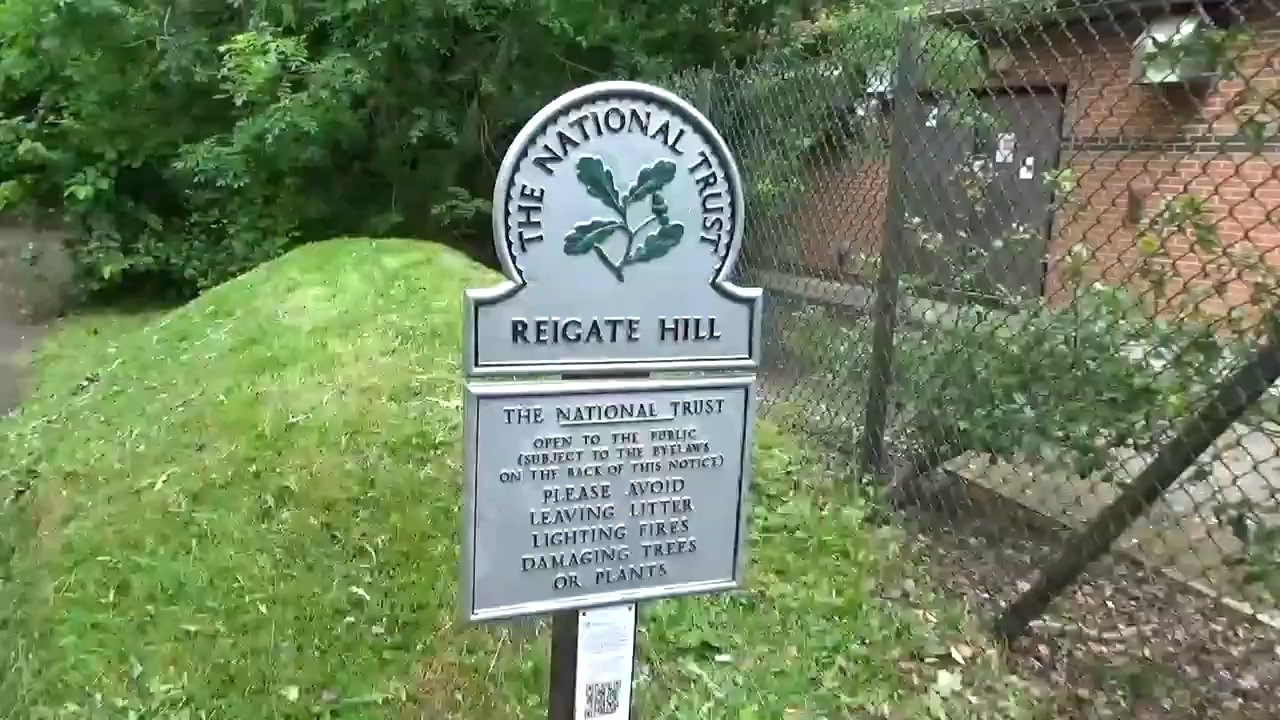 THE NATIONAL TRUST
REIGATE HILL
THE NATIONAL TRUST
OPEN TO THE PUBLIC
(SUBJECT TO THE BYELAWS
ON THE BACK OF THIS NOTICE)
PLEASE AVOID
LEAVING LITTER
LIGHTING FIRES
DAMAGING TREES
OR PLANTS